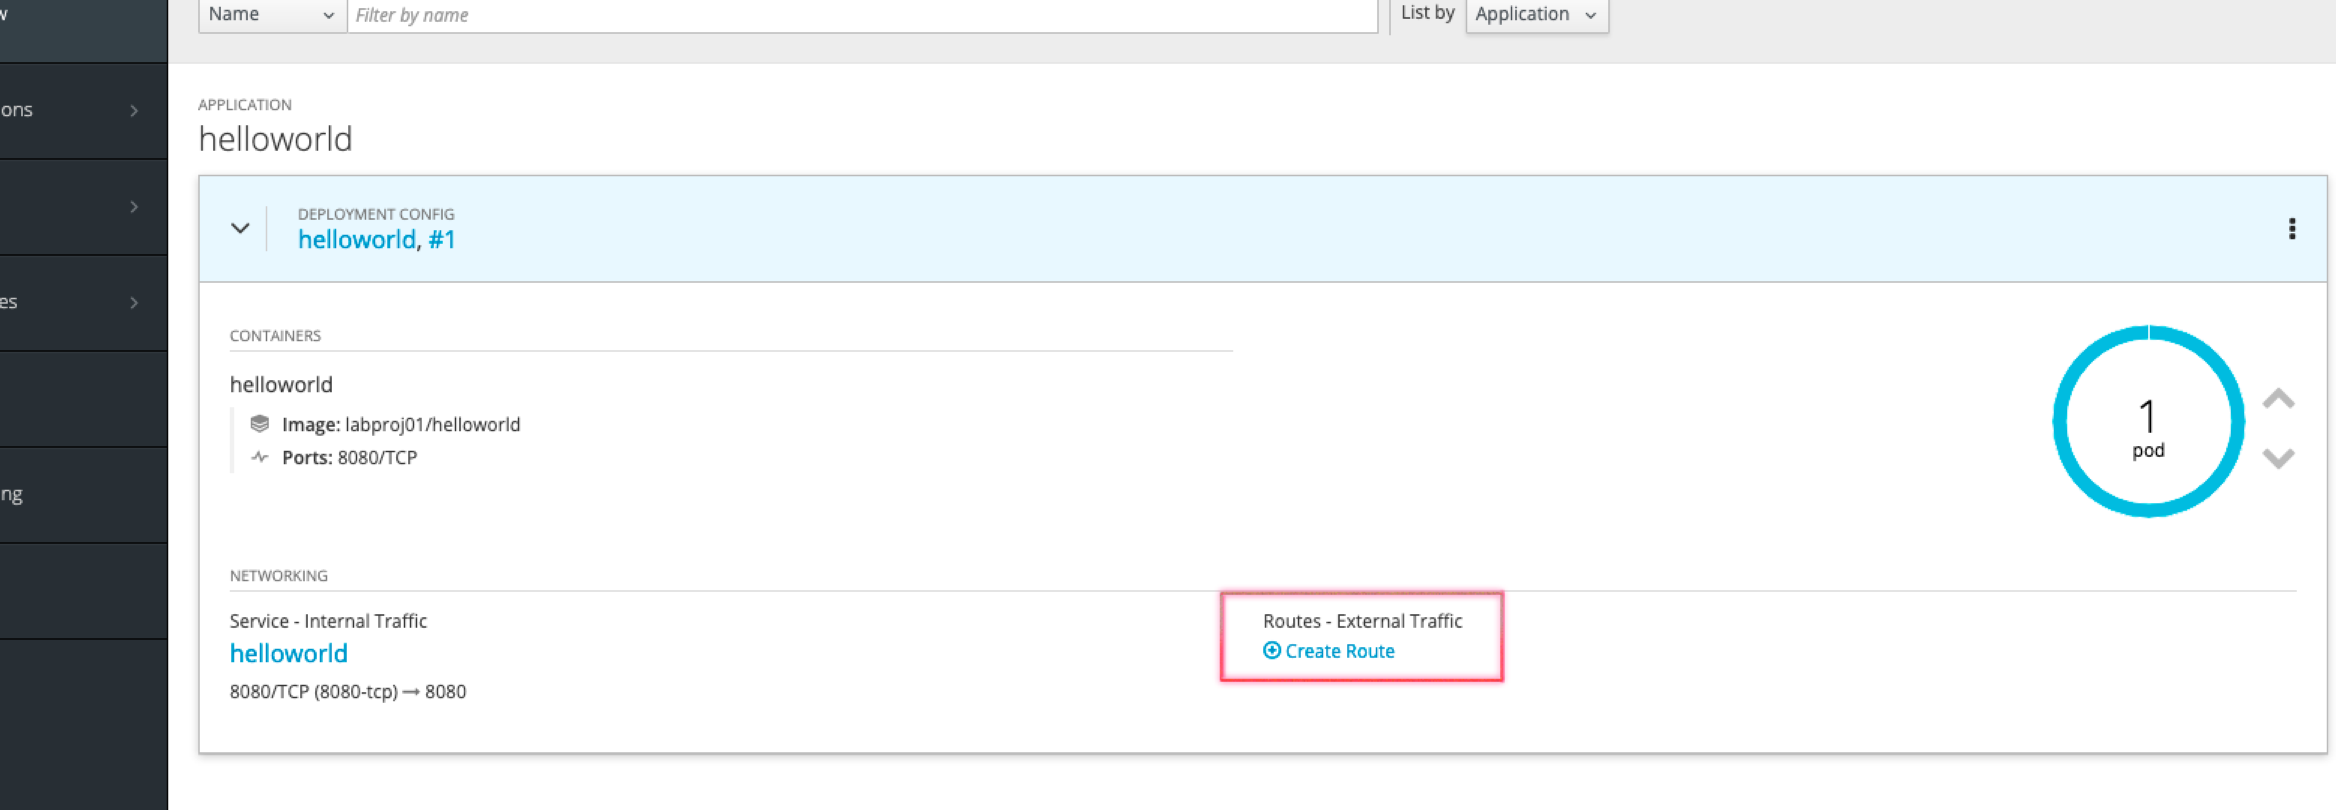 Name
Filter by name
List by
Application
ons
es
ng
APPLICATION
helloworld
DEPLOYMENT CONFIG
helloworld, #1
CONTAINERS
helloworld
Image: labproj01/helloworld
Ports: 8080/TCP
1
pod
NETWORKING
Service - Internal Traffic
helloworld
8080/TCP (8080-tcp) → 8080
Routes - External Traffic
Create Route